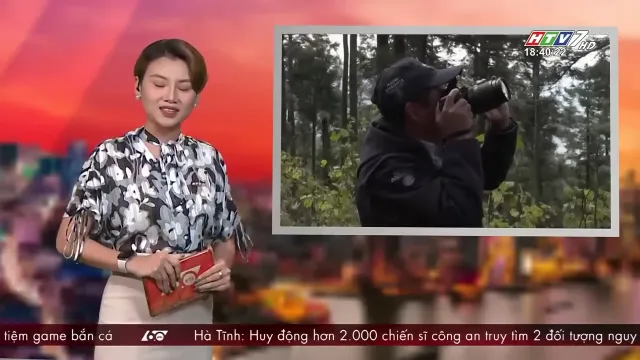 HTV7 HD
18:40:22
tiệm game bắn cá 60 Hà Tĩnh: Huy động hơn 2.000 chiến sĩ công an truy tìm 2 đối tượng nguy